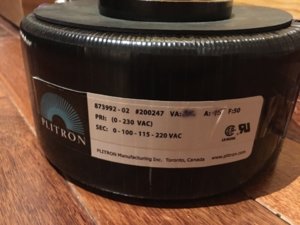 PLITRON
873992 - 02 #200247 VA: A: F:50
PRI: (0 - 230 VAC)
SEC: 0 - 100 - 115 - 220 VAC
PLITRON Manufacturing Inc. Toronto, Canada www.plitron.com